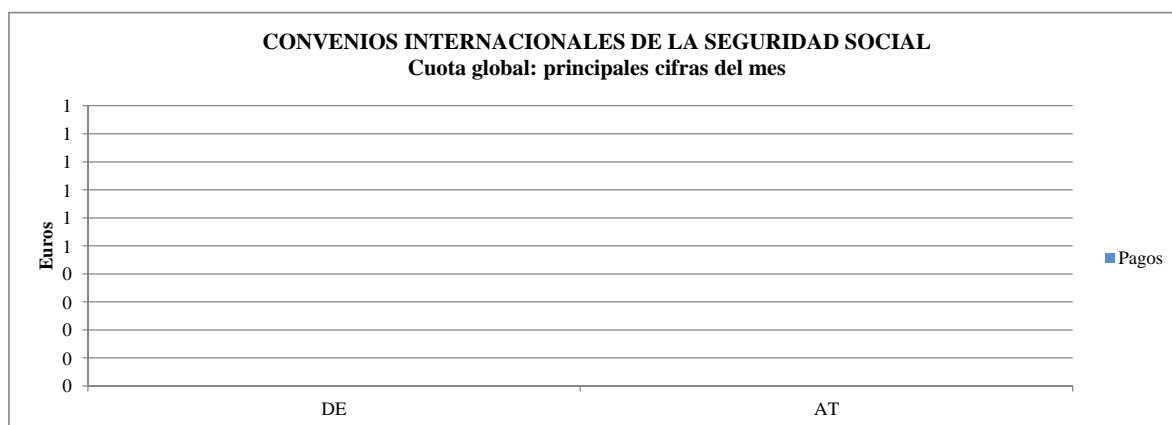 CONVENIOS INTERNACIONALES DE LA SEGURIDAD SOCIAL
Cuota global: principales cifras del mes
1
1
1
1
1
1
0
0
0
0
0
Euros
Pagos
DE
AT